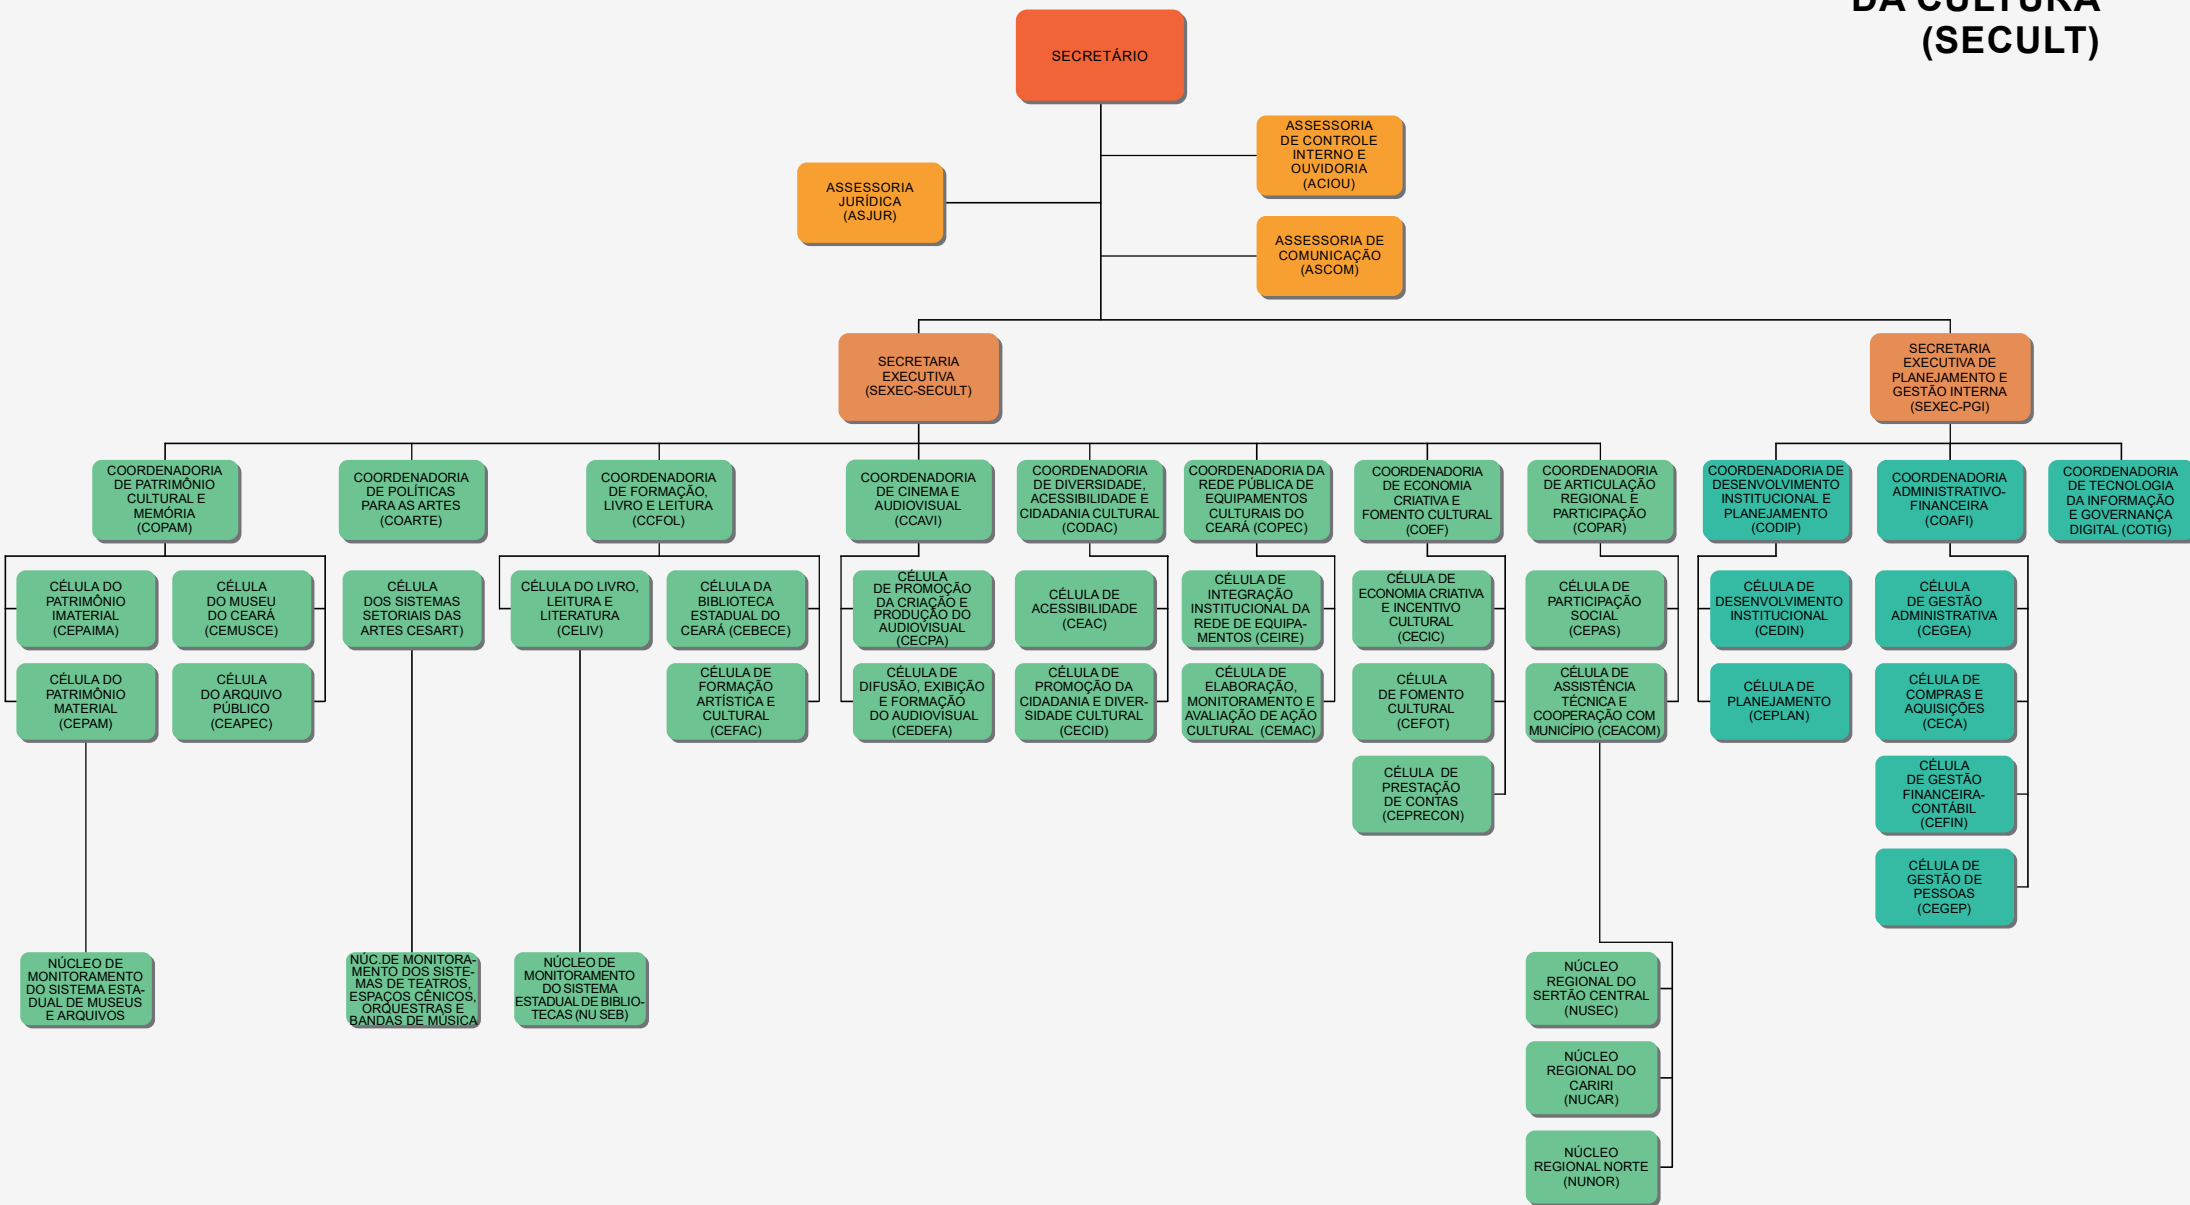 DA CULTURA
(SECULT)
SECRETÁRIO
ASSESSORIA
DE CONTROLE
INTERNO E
OUVIDORIA
(ACIOU)
ASSESSORIA
JURÍDICA
(ASJUR)
ASSESSORIA DE
COMUNICAÇÃO
(ASCOM)
SECRETARIA
EXECUTIVA
(SEXEC-SECULT)
SECRETARIA
EXECUTIVA DE
PLANEJAMENTO E
GESTÃO INTERNA
(SEXEC-PGI)
COORDENADORIA
DE PATRIMÔNIO
CULTURAL E
MEMÓRIA
(COPAM)
COORDENADORIA
DE POLÍTICAS
PARA AS ARTES
(COARTE)
COORDENADORIA
DE FORMAÇÃO,
LIVRO E LEITURA
(CCFOL)
COORDENADORIA
DE CINEMA E
AUDIOVISUAL
(CCAVI)
COORDENADORIA
DE DIVERSIDADE,
ACESSIBILIDADE E
CIDADANIA CULTURAL
(CODAC)
COORDENADORIA DA
REDE PÚBLICA DE
EQUIPAMENTOS
CULTURAIS DO
CEARÁ (COPEC)
COORDENADORIA
DE ECONOMIA
CRIATIVA E
FOMENTO CULTURAL
(COEF)
COORDENADORIA
DE ARTICULAÇÃO
REGIONAL E
PARTICIPAÇÃO
(COPAR)
COORDENADORIA DE
DESENVOLVIMENTO
INSTITUCIONAL E
PLANEJAMENTO
(CODIP)
COORDENADORIA
ADMINISTRATIVO-
FINANCEIRA
(COAFI)
COORDENADORIA
DE TECNOLOGIA
DA INFORMAÇÃO
E GOVERNANÇA
DIGITAL (COTIG)
CÉLULA DO
PATRIMÔNIO
IMATERIAL
(CEPAIMA)
CÉLULA
DO MUSEU
DO CEARÁ
(CEMUSCE)
CÉLULA
DOS SISTEMAS
SETORIAIS DAS
ARTES CESART)
CÉLULA DO LIVRO,
LEITURA E
LITERATURA
(CELIV)
CÉLULA DA
BIBLIOTECA
ESTADUAL DO
CEARÁ (CEBECE)
CÉLULA
DE PROMOÇÃO
DA CRIAÇÃO E
PRODUÇÃO DO
AUDIOVISUAL
(CECPA)
CÉLULA DE
ACESSIBILIDADE
(CEAC)
CÉLULA DE
INTEGRAÇÃO
INSTITUCIONAL DA
REDE DE EQUIPA-
MENTOS (CEIRE)
CÉLULA DE
ECONOMIA CRIATIVA
E INCENTIVO
CULTURAL
(CECIC)
CÉLULA DE
PARTICIPAÇÃO
SOCIAL
(CEPAS)
CÉLULA DE
DESENVOLVIMENTO
INSTITUCIONAL
(CEDIN)
CÉLULA
DE GESTÃO
ADMINISTRATIVA
(CEGEA)
CÉLULA DO
PATRIMÔNIO
MATERIAL
(CEPAM)
CÉLULA
DO ARQUIVO
PÚBLICO
(CEAPEC)
CÉLULA DE
FORMAÇÃO
ARTÍSTICA E
CULTURAL
(CEFAC)
CÉLULA DE
DIFUSÃO, EXIBIÇÃO
E FORMAÇÃO
DO AUDIOVISUAL
(CEDEFA)
CÉLULA DE
PROMOÇÃO DA
CIDADANIA E DIVER-
SIDADE CULTURAL
(CECID)
CÉLULA DE
ELABORAÇÃO,
MONITORAMENTO E
AVALIAÇÃO DE AÇÃO
CULTURAL (CEMAC)
CÉLULA
DE FOMENTO
CULTURAL
(CEFOT)
CÉLULA DE
ASSISTÊNCIA
TÉCNICA E
COOPERAÇÃO COM
MUNICÍPIO (CEACOM)
CÉLULA DE
PLANEJAMENTO
(CEPLAN)
CÉLULA DE
COMPRAS E
AQUISIÇÕES
(CECA)
CÉLULA DE
PRESTAÇÃO
DE CONTAS
(CEPRECON)
CÉLULA
DE GESTÃO
FINANCEIRA-
CONTÁBIL
(CEFIN)
CÉLULA DE
GESTÃO DE
PESSOAS
(CEGEP)
NÚCLEO DE
MONITORAMENTO
DO SISTEMA ESTA-
DUAL DE MUSEUS
E ARQUIVOS
NÚC.DE MONITORA-
MENTO DOS SISTE-
MAS DE TEATROS,
ESPAÇOS CÊNICOS,
ORQUESTRAS E
BANDAS DE MÚSICA
NÚCLEO DE
MONITORAMENTO
DO SISTEMA
ESTADUAL DE BIBLIO-
TECAS (NU SEB)
NÚCLEO
REGIONAL DO
SERTÃO CENTRAL
(NUSEC)
NÚCLEO
REGIONAL DO
CARIRI
(NUCAR)
NÚCLEO
REGIONAL NORTE
(NUNOR)